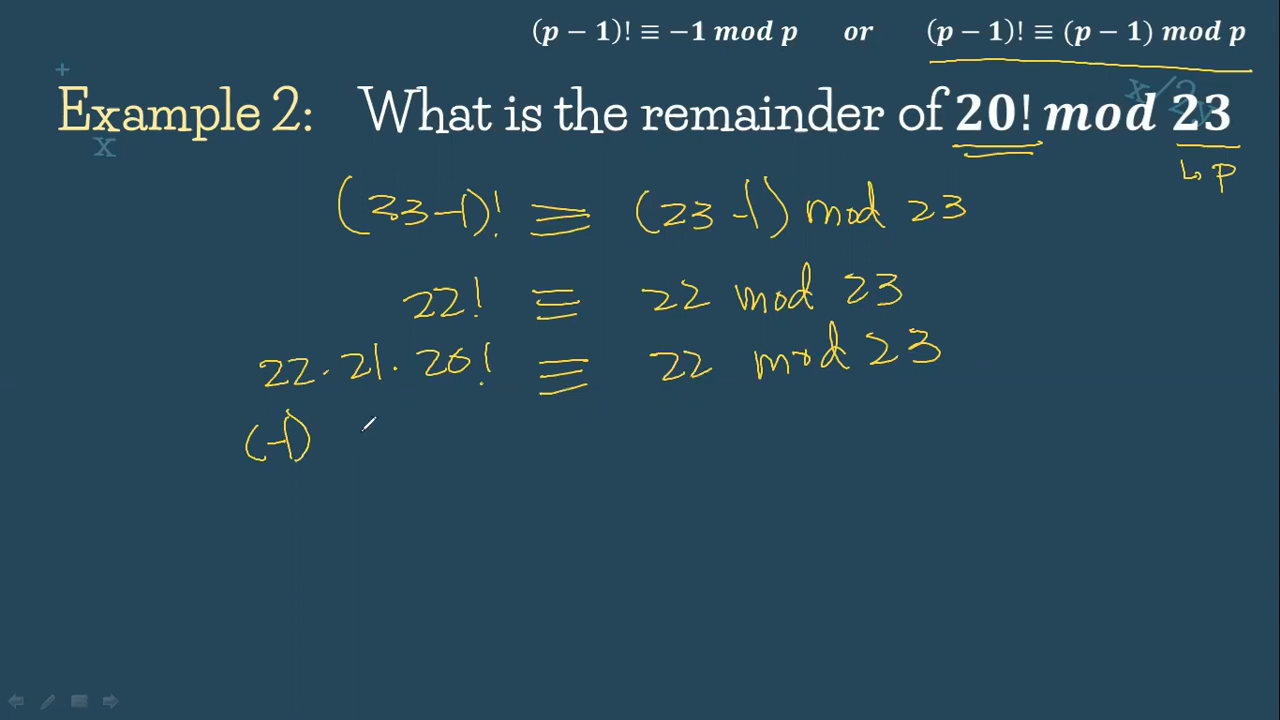 (p − 1)! ≡ −1 mod p or (p − 1)! ≡ (p − 1) mod p
Example 2: What is the remainder of 20! mod 23
↳ p
(23-1)! ≡ (23-1) mod 23
22! ≡ 22 mod 23
22 · 21 · 20! ≡ 22 mod 23
(-1)
+
x
x/2y